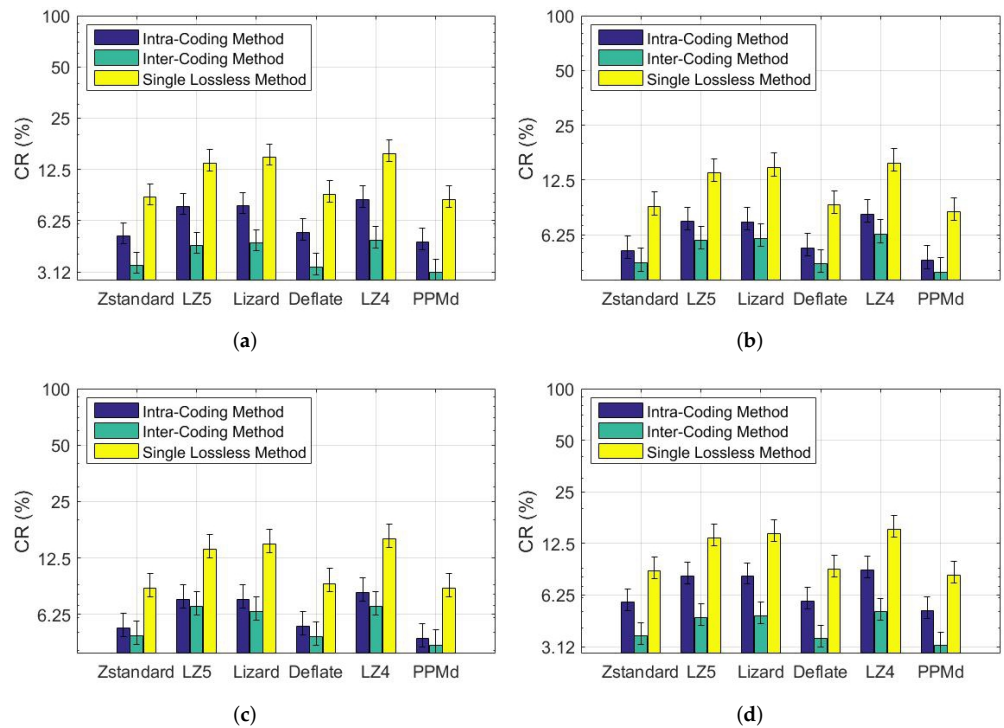 100
50
25
12.5
6.25
3.12
CR (%)
Intra-Coding Method
Inter-Coding Method
Single Lossless Method
Zstandard LZ5 Lizard Deflate LZ4 PPMd
(a)
100
50
25
12.5
6.25
CR (%)
Intra-Coding Method
Inter-Coding Method
Single Lossless Method
Zstandard LZ5 Lizard Deflate LZ4 PPMd
(b)
100
50
25
12.5
6.25
CR (%)
Intra-Coding Method
Inter-Coding Method
Single Lossless Method
Zstandard LZ5 Lizard Deflate LZ4 PPMd
(c)
100
50
25
12.5
6.25
3.12
CR (%)
Intra-Coding Method
Inter-Coding Method
Single Lossless Method
Zstandard LZ5 Lizard Deflate LZ4 PPMd
(d)